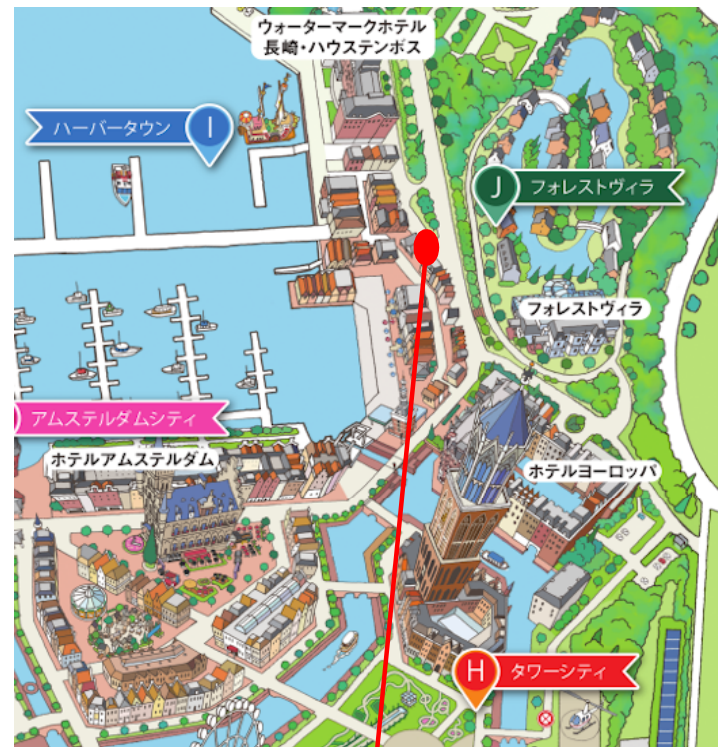 ウォーターマークホテル
長崎・ハウステンボス
ハーバータウン I
J フォレストヴィラ
フォレストヴィラ
アムステルダムシティ
ホテルアムステルダム
ホテルヨーロッパ
H タワーシティ